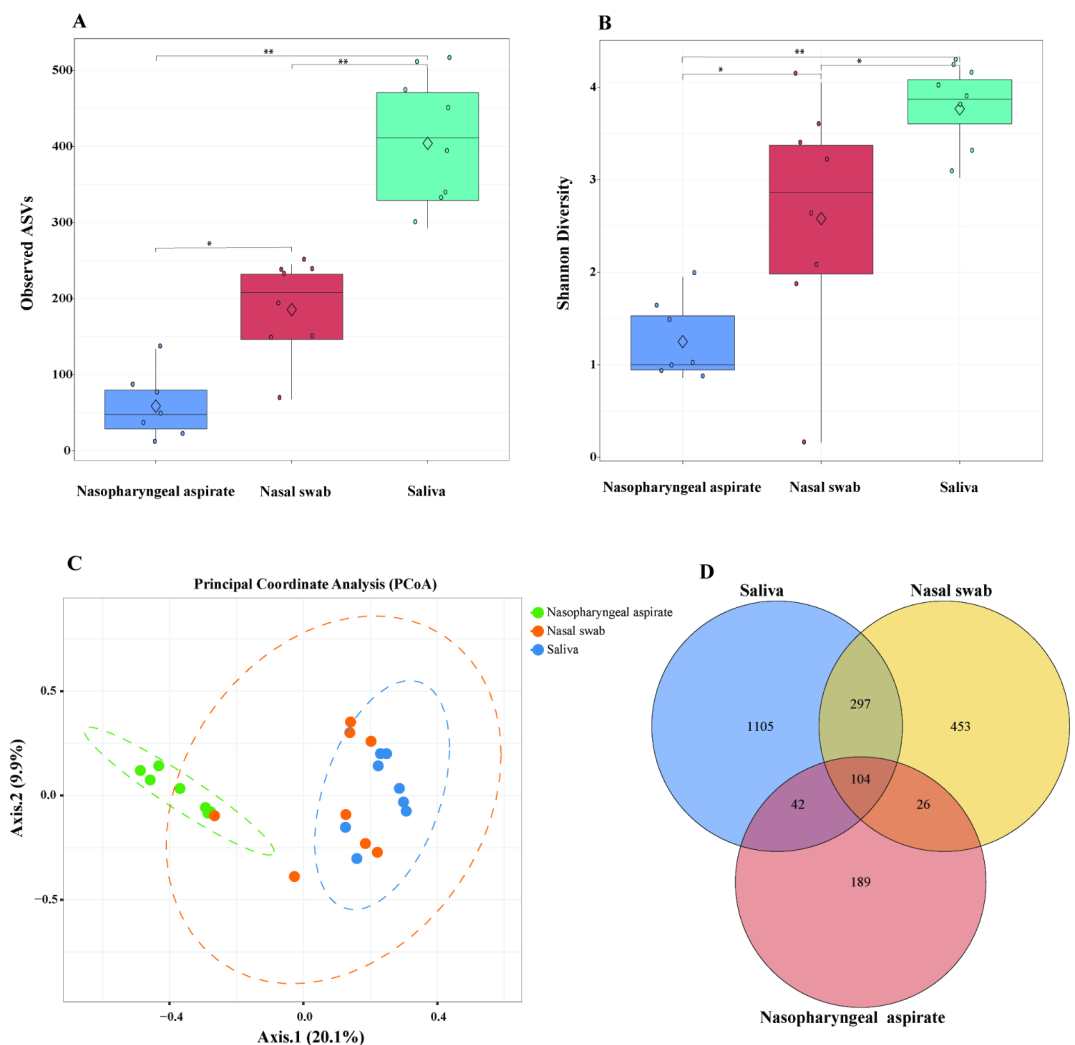 A
Observed ASVs
500
400
300
200
100
0
**
**
*
Nasopharyngeal aspirate
Nasal swab
Saliva
B
Shannon Diversity
4
3
2
1
0
**
*
*
Nasopharyngeal aspirate
Nasal swab
Saliva
C
Principal Coordinate Analysis (PCoA)
Axis.2 (9.9%)
0.5
0.0
−0.5
−0.4
0.0
0.4
Axis.1 (20.1%)
Nasopharyngeal aspirate
Nasal swab
Saliva
D
Saliva
Nasal swab
297
1105
453
104
42
26
189
Nasopharyngeal aspirate